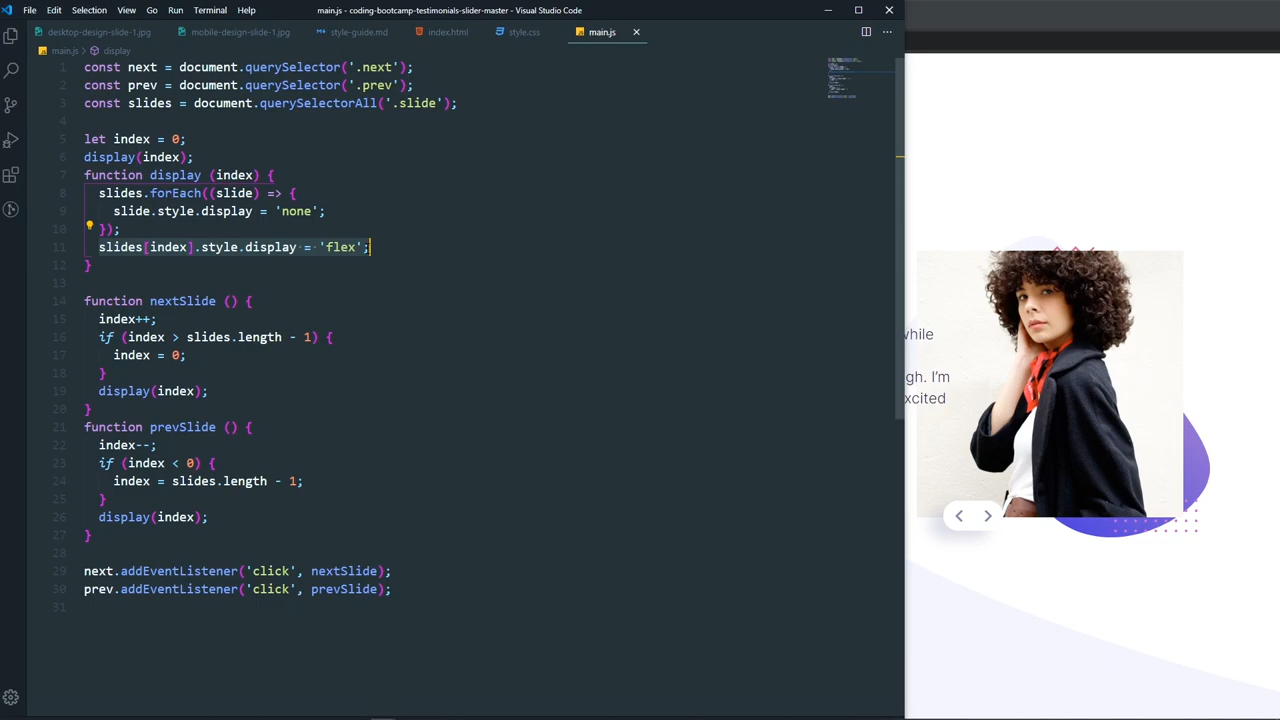 File Edit Selection View Go Run Terminal Help
main.js - coding-bootcamp-testimonials-slider-master - Visual Studio Code
desktop-design-slide-1.jpg mobile-design-slide-1.jpg style-guide.md index.html style.css JS main.js
JS main.js > display
1 const next = document.querySelector('.next');
2 const prev = document.querySelector('.prev');
3 const slides = document.querySelectorAll('.slide');
4
5 let index = 0;
6 display(index);
7 function display (index) {
8 slides.forEach((slide) => {
9 slide.style.display = 'none';
10 });
11 slides[index].style.display = 'flex';
12 }
13
14 function nextSlide () {
15 index++;
16 if (index > slides.length - 1) {
17 index = 0;
18 }
19 display(index);
20 }
21 function prevSlide () {
22 index--;
23 if (index < 0) {
24 index = slides.length - 1;
25 }
26 display(index);
27 }
28
29 next.addEventListener('click', nextSlide);
30 prev.addEventListener('click', prevSlide);
31
while
gh. I’m
xcited